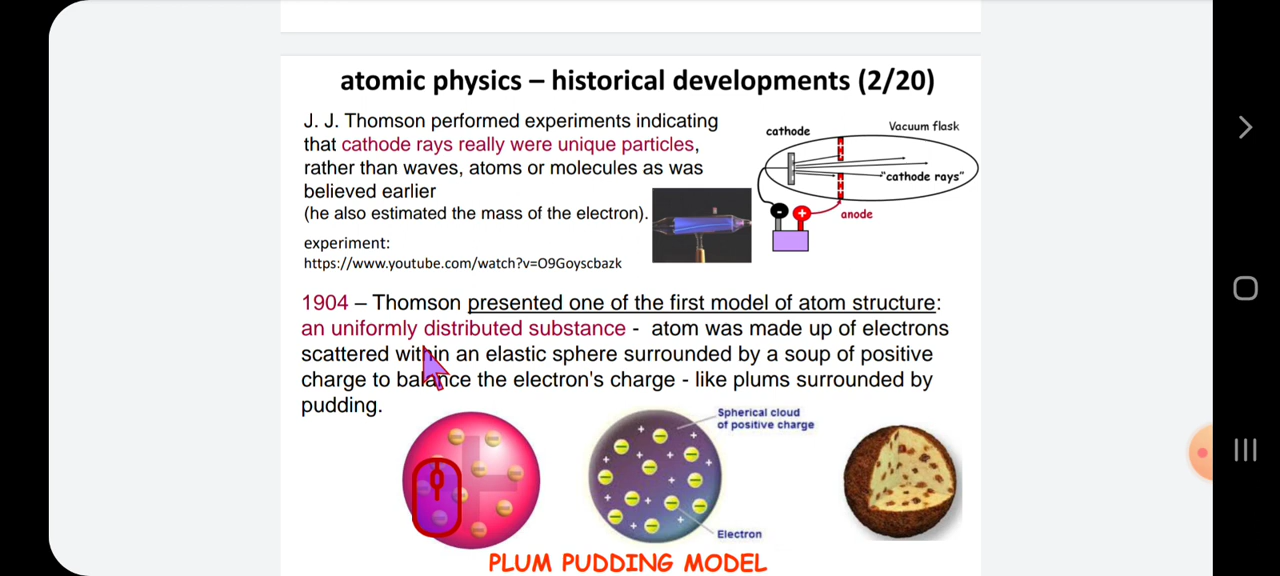 atomic physics – historical developments (2/20)
J. J. Thomson performed experiments indicating
that cathode rays really were unique particles,
rather than waves, atoms or molecules as was
believed earlier
(he also estimated the mass of the electron).
experiment:
https://www.youtube.com/watch?v=O9Goyscbazk
cathode
Vacuum flask
"cathode rays"
- +
anode
1904 – Thomson presented one of the first model of atom structure:
an uniformly distributed substance - atom was made up of electrons
scattered within an elastic sphere surrounded by a soup of positive
charge to balance the electron's charge - like plums surrounded by
pudding.
Spherical cloud
of positive charge
Electron
PLUM PUDDING MODEL